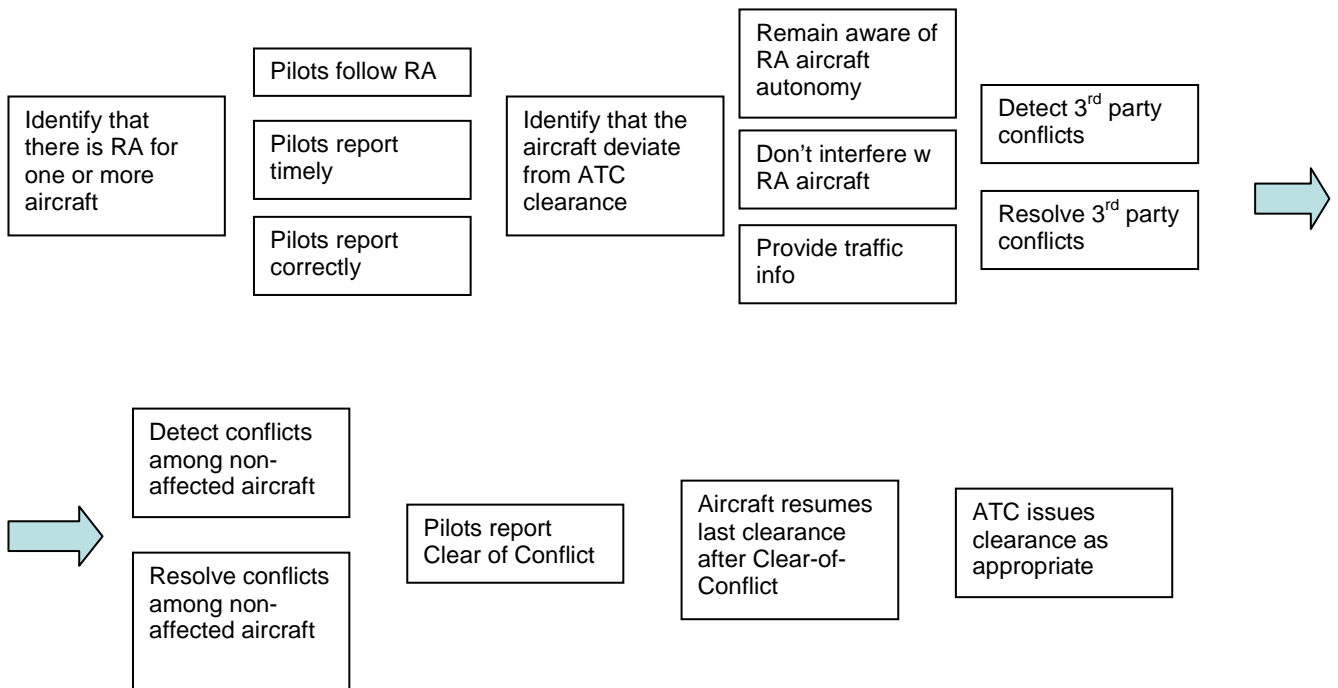 Identify that
there is RA for
one or more
aircraft
Pilots follow RA
Pilots report
timely
Pilots report
correctly
Identify that the
aircraft deviate
from ATC
clearance
Remain aware of
RA aircraft
autonomy
Don’t interfere w
RA aircraft
Provide traffic
info
Detect 3rd party
conflicts
Resolve 3rd party
conflicts
Detect conflicts
among non-
affected aircraft
Resolve conflicts
among non-
affected aircraft
Pilots report
Clear of Conflict
Aircraft resumes
last clearance
after Clear-of-
Conflict
ATC issues
clearance as
appropriate